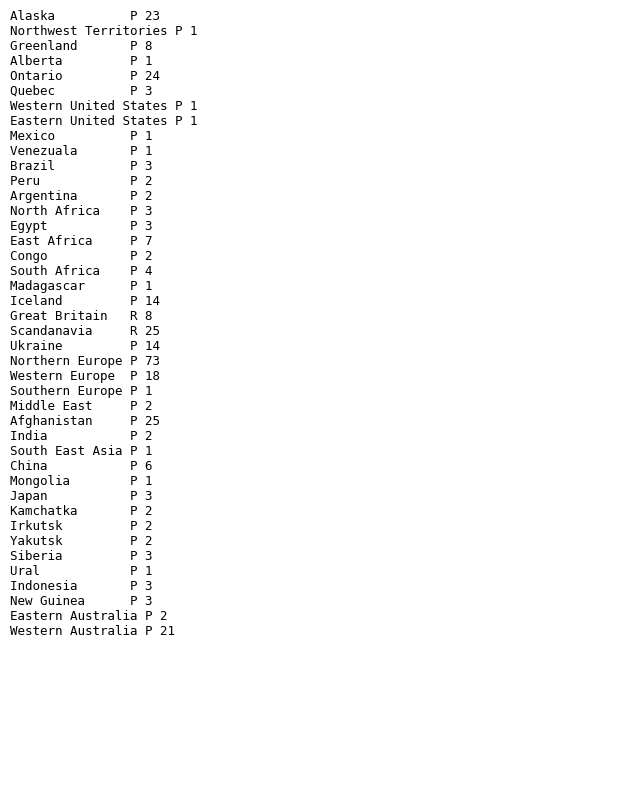 Alaska          P 23
Northwest Territories P 1
Greenland       P 8
Alberta         P 1
Ontario         P 24
Quebec          P 3
Western United States P 1
Eastern United States P 1
Mexico          P 1
Venezuala       P 1
Brazil          P 3
Peru            P 2
Argentina       P 2
North Africa    P 3
Egypt           P 3
East Africa     P 7
Congo           P 2
South Africa    P 4
Madagascar      P 1
Iceland         P 14
Great Britain   R 8
Scandanavia     R 25
Ukraine         P 14
Northern Europe P 73
Western Europe  P 18
Southern Europe P 1
Middle East     P 2
Afghanistan     P 25
India           P 2
South East Asia P 1
China           P 6
Mongolia        P 1
Japan           P 3
Kamchatka       P 2
Irkutsk         P 2
Yakutsk         P 2
Siberia         P 3
Ural            P 1
Indonesia       P 3
New Guinea      P 3
Eastern Australia P 2
Western Australia P 21